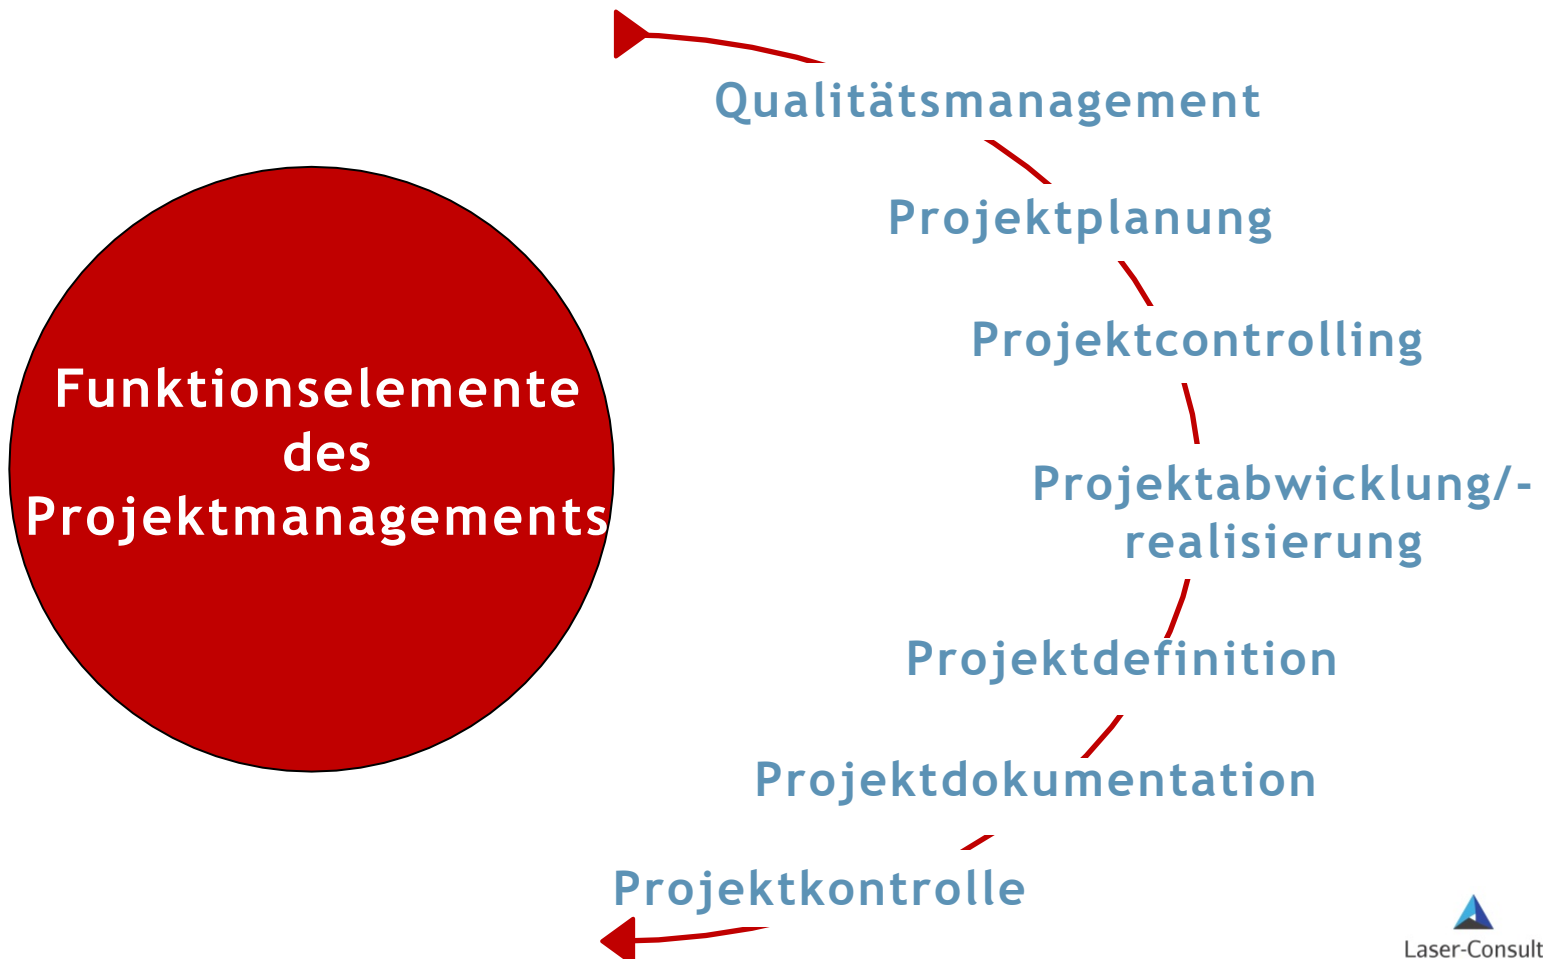 Qualitätsmanagement
Projektplanung
Projektcontrolling
Funktionselemente
des
Projektmanagements
Projektabwicklung/-
realisierung
Projektdefinition
Projektdokumentation
Projektkontrolle
Laser-Consult